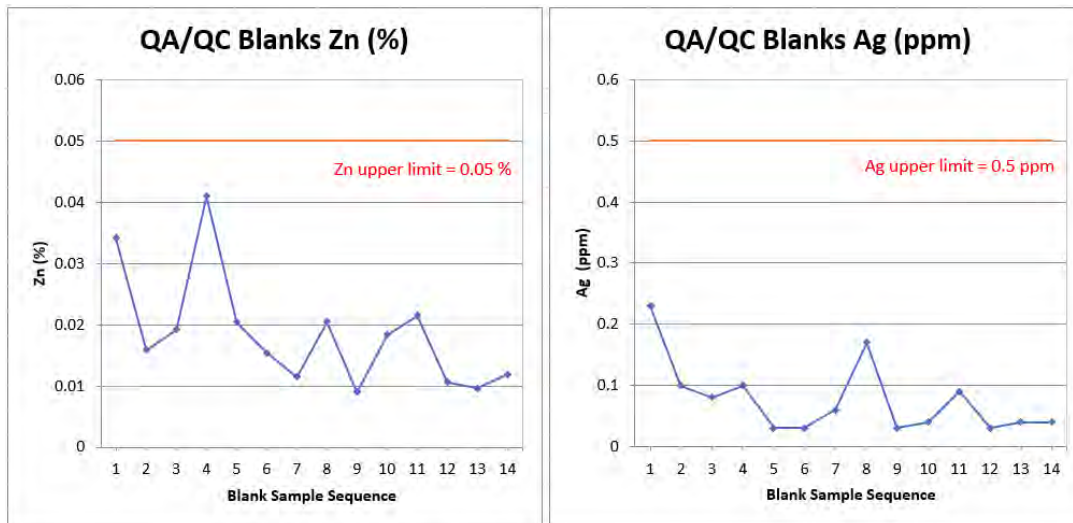 QA/QC Blanks Zn (%)
0.06
0.05
0.04
0.03
0.02
0.01
0
Zn (%)
Zn upper limit = 0.05 %
1 2 3 4 5 6 7 8 9 10 11 12 13 14
Blank Sample Sequence
QA/QC Blanks Ag (ppm)
0.6
0.5
0.4
0.3
0.2
0.1
0
Ag (ppm)
Ag upper limit = 0.5 ppm
1 2 3 4 5 6 7 8 9 10 11 12 13 14
Blank Sample Sequence